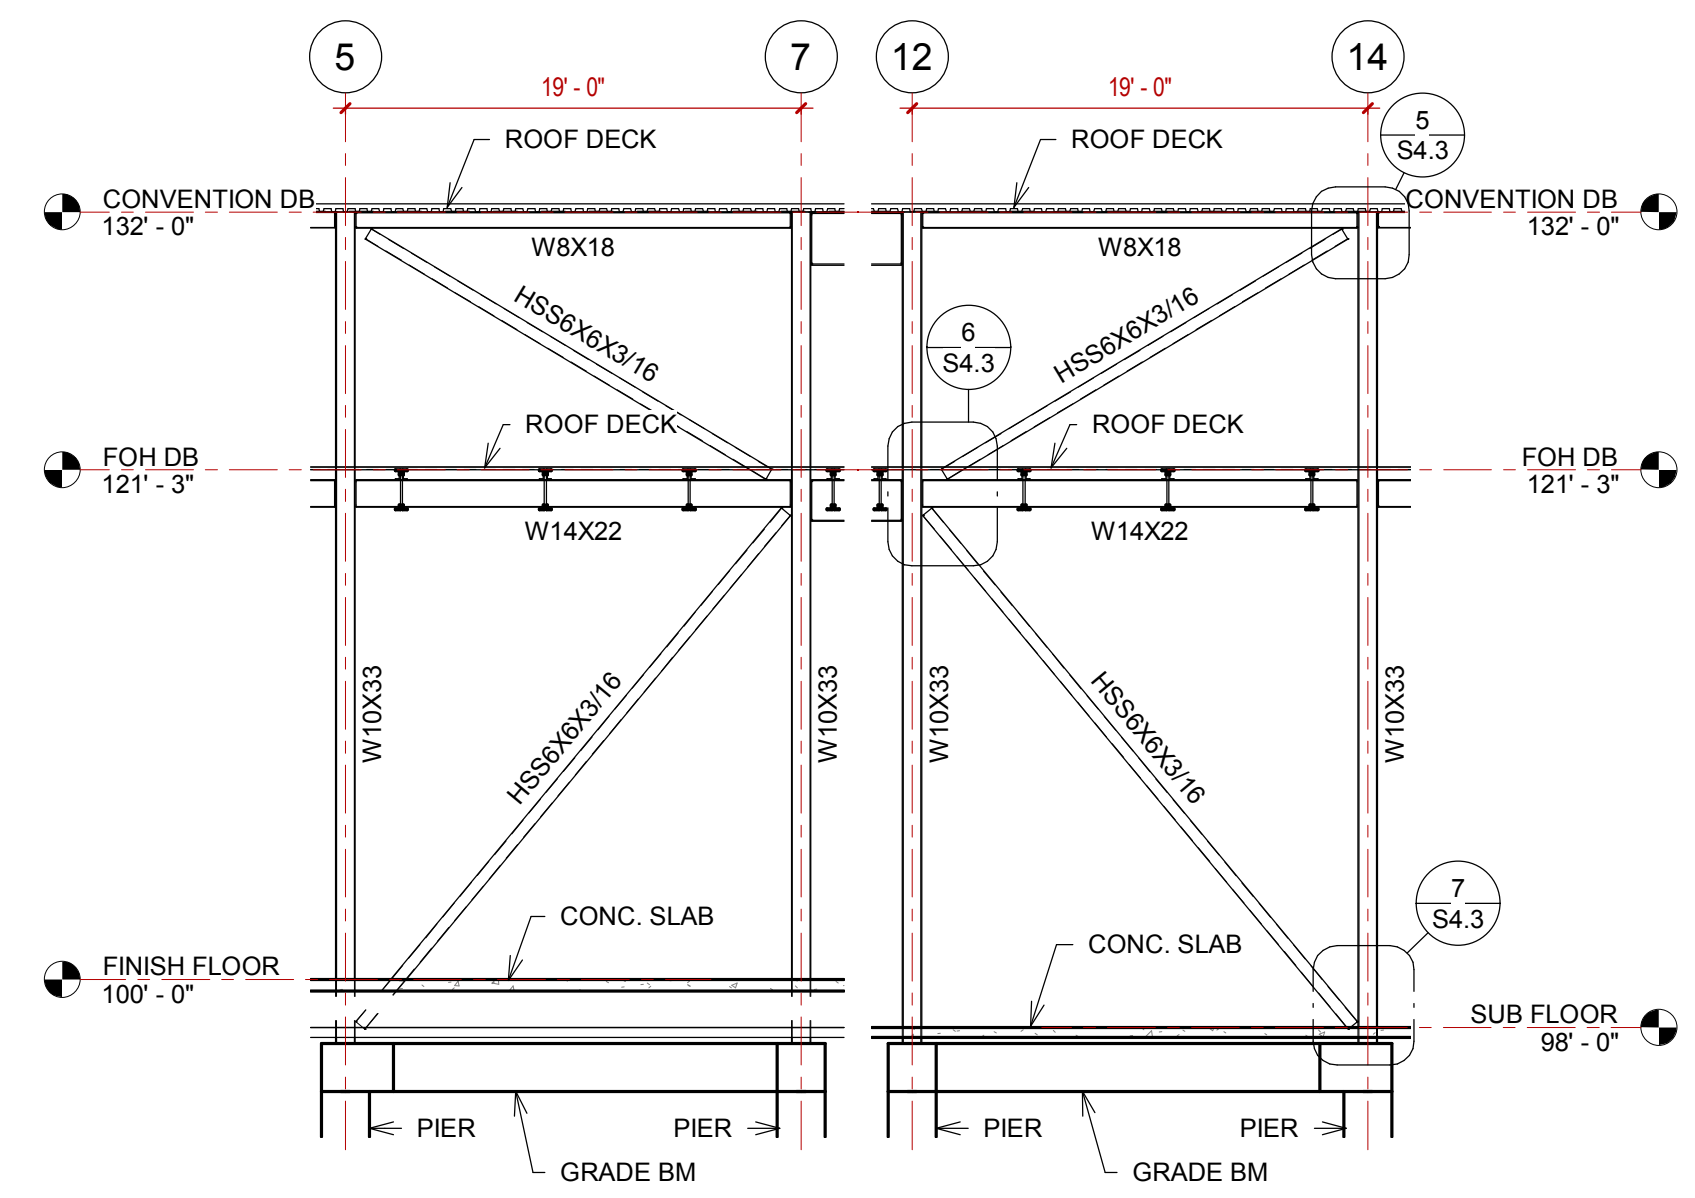 5
7
12
14
19' - 0"
19' - 0"
5
S4.3
ROOF DECK
ROOF DECK
CONVENTION DB
132' - 0"
CONVENTION DB
132' - 0"
W8X18
W8X18
HSS6X6X3/16
HSS6X6X3/16
6
S4.3
ROOF DECK
ROOF DECK
FOH DB
121' - 3"
FOH DB
121' - 3"
W14X22
W14X22
W10X33
HSS6X6X3/16
W10X33
W10X33
HSS6X6X3/16
W10X33
7
S4.3
CONC. SLAB
CONC. SLAB
FINISH FLOOR
100' - 0"
SUB FLOOR
98' - 0"
PIER
PIER
PIER
PIER
GRADE BM
GRADE BM